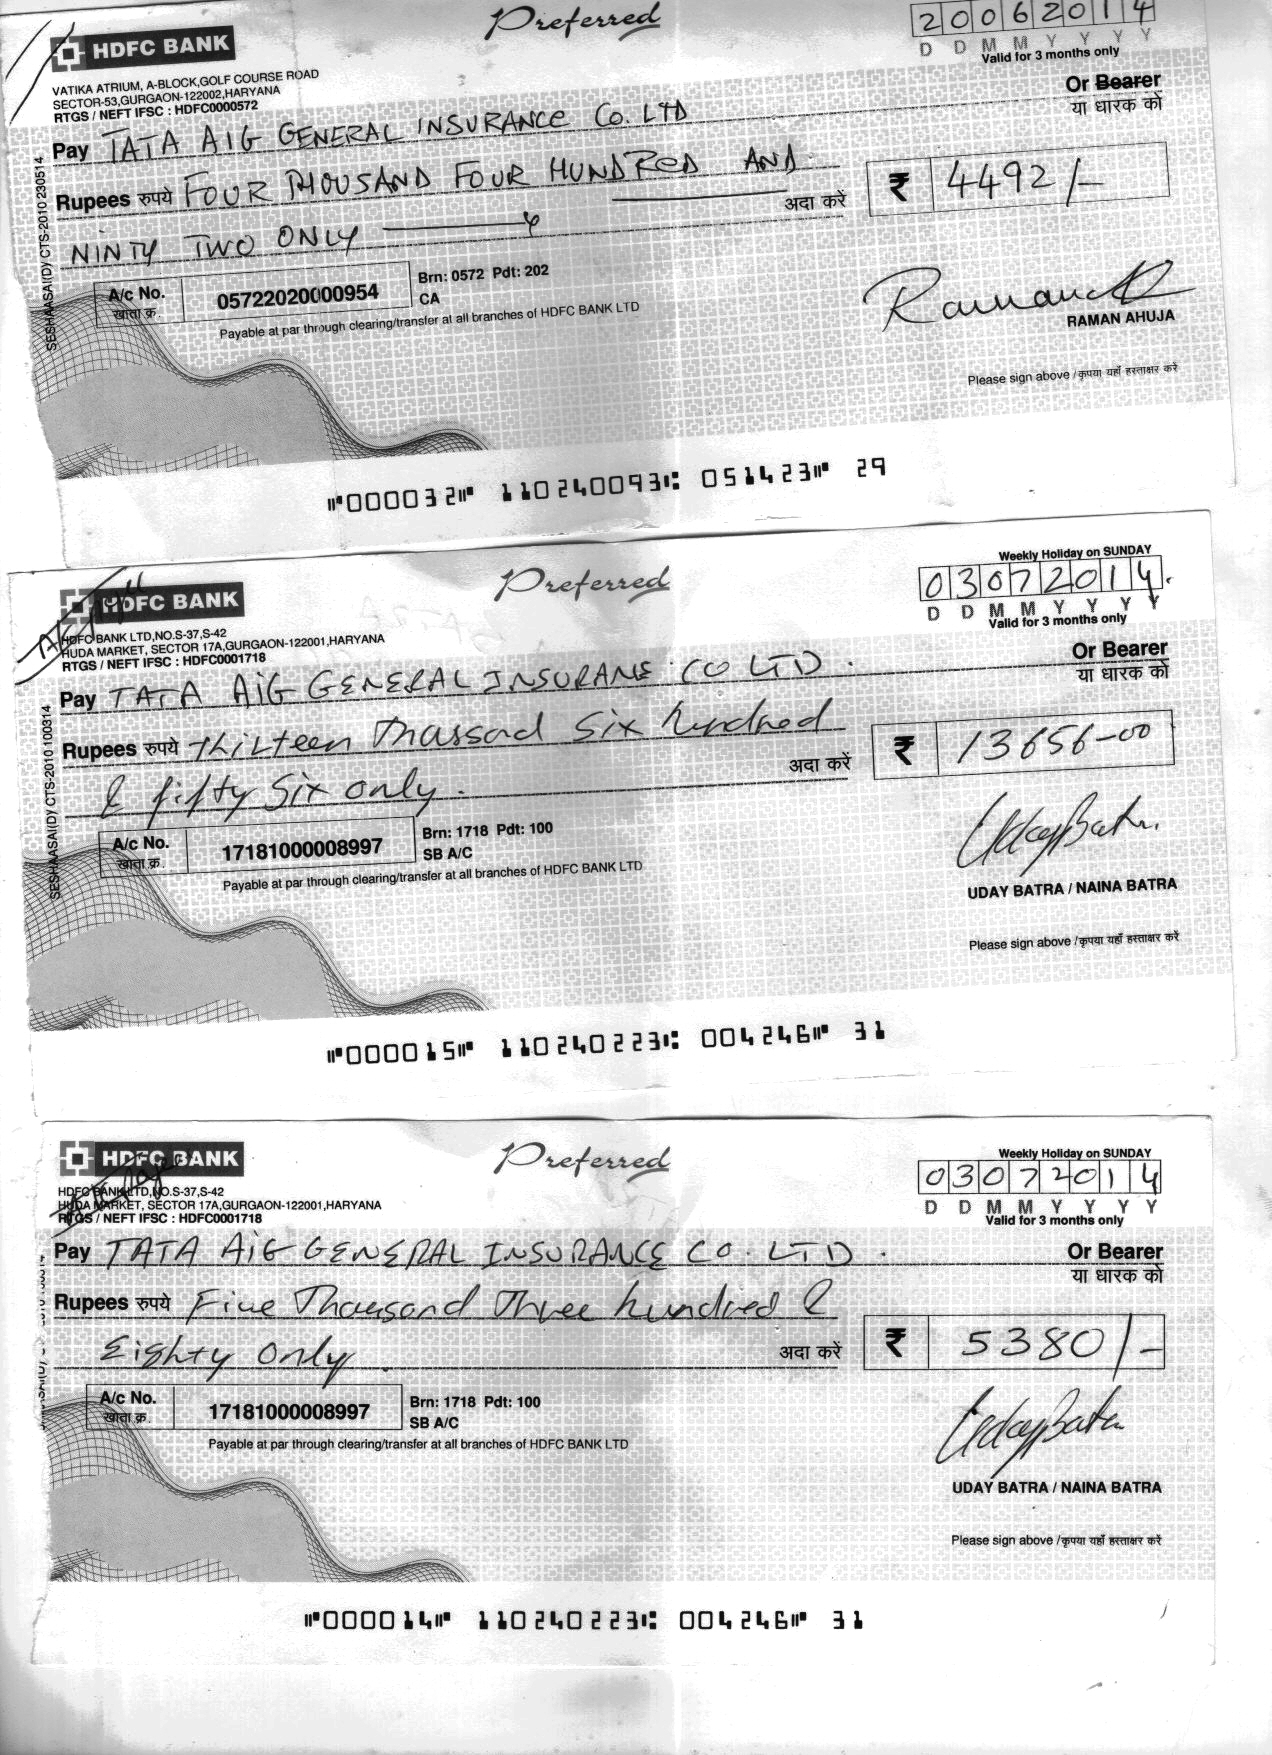 Preferred
20062014
D D M M Y Y Y Y
Valid for 3 months only
HDFC BANK
VATIKA ATRIUM, A-BLOCK,GOLF COURSE ROAD
SECTOR-53,GURGAON-122002,HARYANA
RTGS / NEFT IFSC : HDFC0000572
Or Bearer
या धारक को
Pay TATA AIG GENERAL INSURANCE Co. LTD
Rupees रुपये FOUR THOUSAND FOUR HUNDRED AND
अदा करें
₹ 4492/-
NINTY TWO ONLY
A/c No.
खाता क्र.
05722020000954
Brn: 0572 Pdt: 202
CA
Payable at par through clearing/transfer at all branches of HDFC BANK LTD
RAMAN AHUJA
Please sign above / कृपया यहाँ हस्ताक्षर करें
SESHAASAI(D) CTS-2010 230514
⑈000032⑈ 110240093⑆ 051423⑈ 29
Preferred
Weekly Holiday on SUNDAY
03072014
D D M M Y Y Y Y
Valid for 3 months only
HDFC BANK
HDFC BANK LTD,NO.S-37,S-42
HUDA MARKET, SECTOR 17A,GURGAON-122001,HARYANA
RTGS / NEFT IFSC : HDFC0001718
Or Bearer
या धारक को
Pay TATA AIG GENERAL INSURANE CO LTD.
Rupees रुपये Thirteen Thassord Six hundred
अदा करें
₹ 13656-00
& fifty Six only.
A/c No.
खाता क्र.
17181000008997
Brn: 1718 Pdt: 100
SB A/C
Payable at par through clearing/transfer at all branches of HDFC BANK LTD
Uday Batra
UDAY BATRA / NAINA BATRA
Please sign above / कृपया यहाँ हस्ताक्षर करें
SESHAASAI(D) CTS-2010 100314
⑈000015⑈ 110240223⑆ 004246⑈ 31
Preferred
Weekly Holiday on SUNDAY
03072014
D D M M Y Y Y Y
Valid for 3 months only
HDFC BANK
HDFC BANK LTD,NO.S-37,S-42
HUDA MARKET, SECTOR 17A,GURGAON-122001,HARYANA
RTGS / NEFT IFSC : HDFC0001718
Or Bearer
या धारक को
Pay TATA AIG GENERAL INSURANCE CO. LTD.
Rupees रुपये Five Thousand Three hundred &
अदा करें
₹ 5380/-
Eighty only.
A/c No.
खाता क्र.
17181000008997
Brn: 1718 Pdt: 100
SB A/C
Payable at par through clearing/transfer at all branches of HDFC BANK LTD
Uday Batra
UDAY BATRA / NAINA BATRA
Please sign above / कृपया यहाँ हस्ताक्षर करें
⑈000014⑈ 110240223⑆ 004246⑈ 31